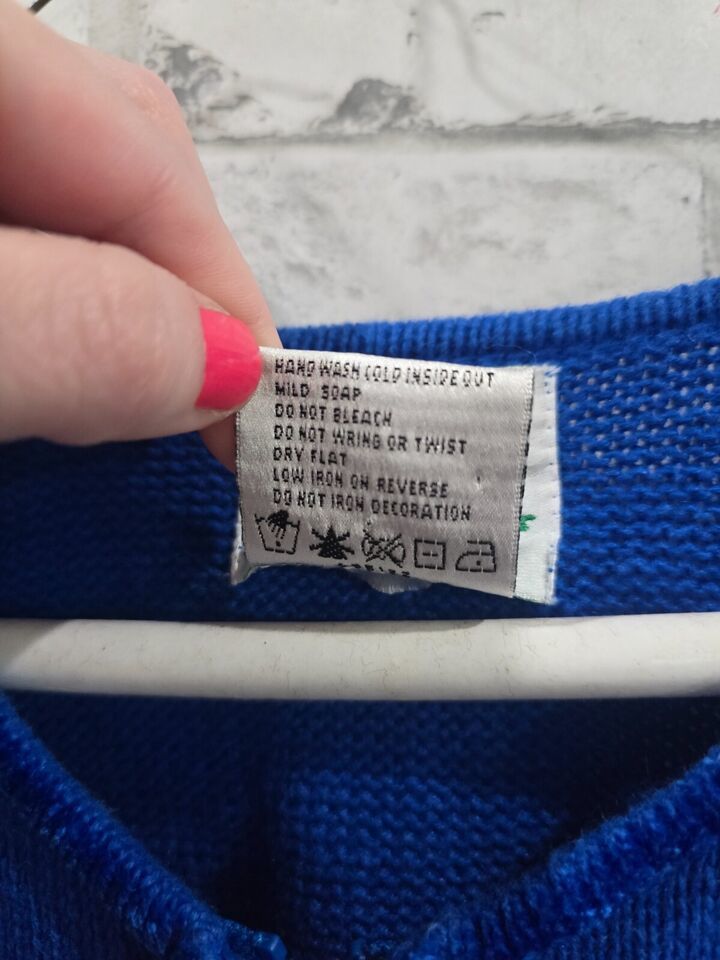 HAND WASH COLD INSIDE OUT
MILD SOAP
DO NOT BLEACH
DO NOT WRING OR TWIST
DRY FLAT
LOW IRON ON REVERSE
DO NOT IRON DECORATION